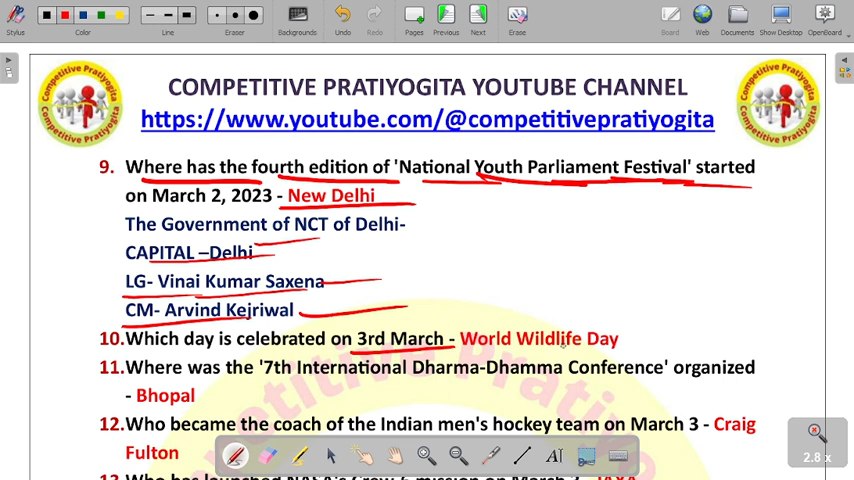 Stylus
Color
Line
Eraser
Backgrounds
Undo
Redo
Pages
Previous
Next
Erase
Board
Web
Documents
Show Desktop
OpenBoard
Competitive Pratiyogita
COMPETITIVE PRATIYOGITA YOUTUBE CHANNEL
https://www.youtube.com/@competitivepratiyogita
9. Where has the fourth edition of 'National Youth Parliament Festival' started
on March 2, 2023 - New Delhi
The Government of NCT of Delhi-
CAPITAL –Delhi
LG- Vinai Kumar Saxena
CM- Arvind Kejriwal
10.Which day is celebrated on 3rd March - World Wildlife Day
11.Where was the '7th International Dharma-Dhamma Conference' organized
- Bhopal
12.Who became the coach of the Indian men's hockey team on March 3 - Craig
Fulton
2.8 x